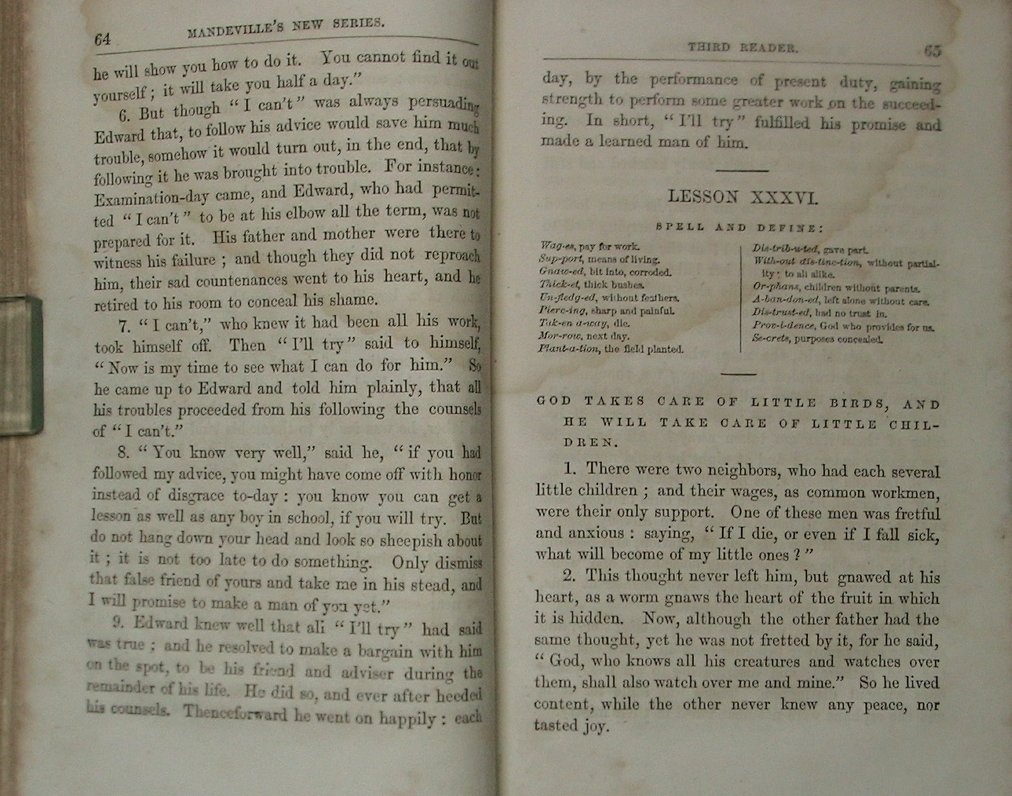 64
MANDEVILLE'S NEW SERIES.
he will show you how to do it. You cannot find it out
yourself; it will take you half a day."
6. But though "I can't" was always persuading
Edward that, to follow his advice would save him much
trouble, somehow it would turn out, in the end, that by
following it he was brought into trouble. For instance:
Examination-day came, and Edward, who had permit-
ted "I can't" to be at his elbow all the term, was not
prepared for it. His father and mother were there to
witness his failure; and though they did not reproach
him, their sad countenances went to his heart, and he
retired to his room to conceal his shame.
7. "I can't," who knew it had been all his work,
took himself off. Then "I'll try" said to himself,
"Now is my time to see what I can do for him." So
he came up to Edward and told him plainly, that all
his troubles proceeded from his following the counsels
of "I can't."
8. "You know very well," said he, "if you had
followed my advice, you might have come off with honor
instead of disgrace to-day: you know you can get a
lesson as well as any boy in school, if you will try. But
do not hang down your head and look so sheepish about
it; it is not too late to do something. Only dismiss
that false friend of yours and take me in his stead, and
I will promise to make a man of you yet."
9. Edward knew well that all "I'll try" had said
was true; and he resolved to make a bargain with him
on the spot, to be his friend and adviser during the
remainder of his life. He did so, and ever after heeded
his counsels. Thenceforward he went on happily: each
THIRD READER.
65
day, by the performance of present duty, gaining
strength to perform some greater work on the succeed-
ing. In short, "I'll try" fulfilled his promise and
made a learned man of him.
LESSON XXXVI.
SPELL AND DEFINE:
Wag-es, pay for work.
Sup-port, means of living.
Gnaw-ed, bit into, corroded.
Thick-et, thick bushes.
Un-fledg-ed, without feathers.
Pierc-ing, sharp and painful.
Tak-en a-way, die.
Mor-row, next day.
Plant-a-tion, the field planted.
Dis-trib-u-ted, gave part.
With-out dis-tinc-tion, without partial-
ity; to all alike.
Or-phans, children without parents.
A-ban-don-ed, left alone without care.
Dis-trust-ed, had no trust in.
Prov-i-dence, God who provides for us.
Se-crets, purposes concealed.
GOD TAKES CARE OF LITTLE BIRDS, AND
HE WILL TAKE CARE OF LITTLE CHIL-
DREN.
1. There were two neighbors, who had each several
little children; and their wages, as common workmen,
were their only support. One of these men was fretful
and anxious: saying, "If I die, or even if I fall sick,
what will become of my little ones?"
2. This thought never left him, but gnawed at his
heart, as a worm gnaws the heart of the fruit in which
it is hidden. Now, although the other father had the
same thought, yet he was not fretted by it, for he said,
"God, who knows all his creatures and watches over
them, shall also watch over me and mine." So he lived
content, while the other never knew any peace, nor
tasted joy.